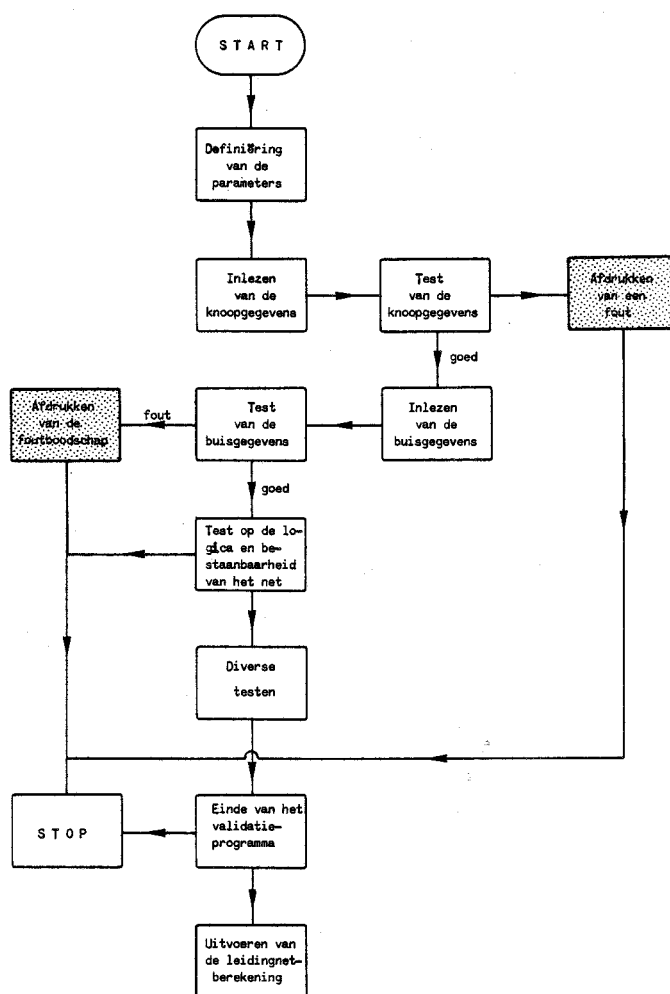 START
Definiëring
van de
parameters
Inlezen
van de
knoopgegevens
Test
van de
knoopgegevens
Afdrukken
van een
fout
goed
Afdrukken
van de
foutboodschap
fout
Test
van de
buisgegevens
Inlezen
van de
buisgegevens
goed
Test op de lo-
gica en be-
staanbaarheid
van het net
Diverse
testen
STOP
Einde van het
validatie-
programma
Uitvoeren van
de leidingnet-
berekening